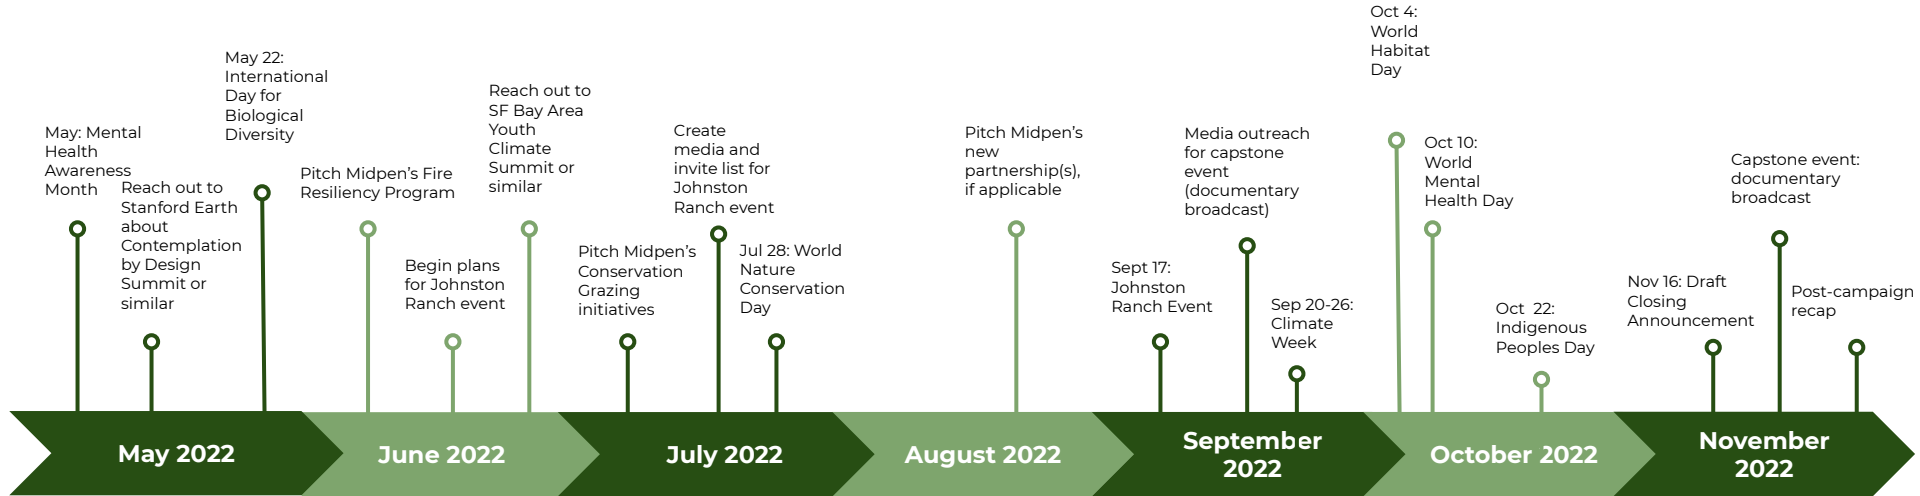 May: Mental
Health
Awareness
Month
Reach out to
Stanford Earth
about
Contemplation
by Design
Summit or
similar
May 22:
International
Day for
Biological
Diversity
Pitch Midpen's Fire
Resiliency Program
Begin plans
for Johnston
Ranch event
Reach out to
SF Bay Area
Youth
Climate
Summit or
similar
Pitch Midpen's
Conservation
Grazing
initiatives
Create
media and
invite list for
Johnston
Ranch event
Jul 28: World
Nature
Conservation
Day
Pitch Midpen's
new
partnership(s),
if applicable
Sept 17:
Johnston
Ranch Event
Media outreach
for capstone
event
(documentary
broadcast)
Sep 20-26:
Climate
Week
Oct 4:
World
Habitat
Day
Oct 10:
World
Mental
Health Day
Oct  22:
Indigenous
Peoples Day
Nov 16: Draft
Closing
Announcement
Capstone event:
documentary
broadcast
Post-campaign
recap
May 2022
June 2022
July 2022
August 2022
September
2022
October 2022
November
2022